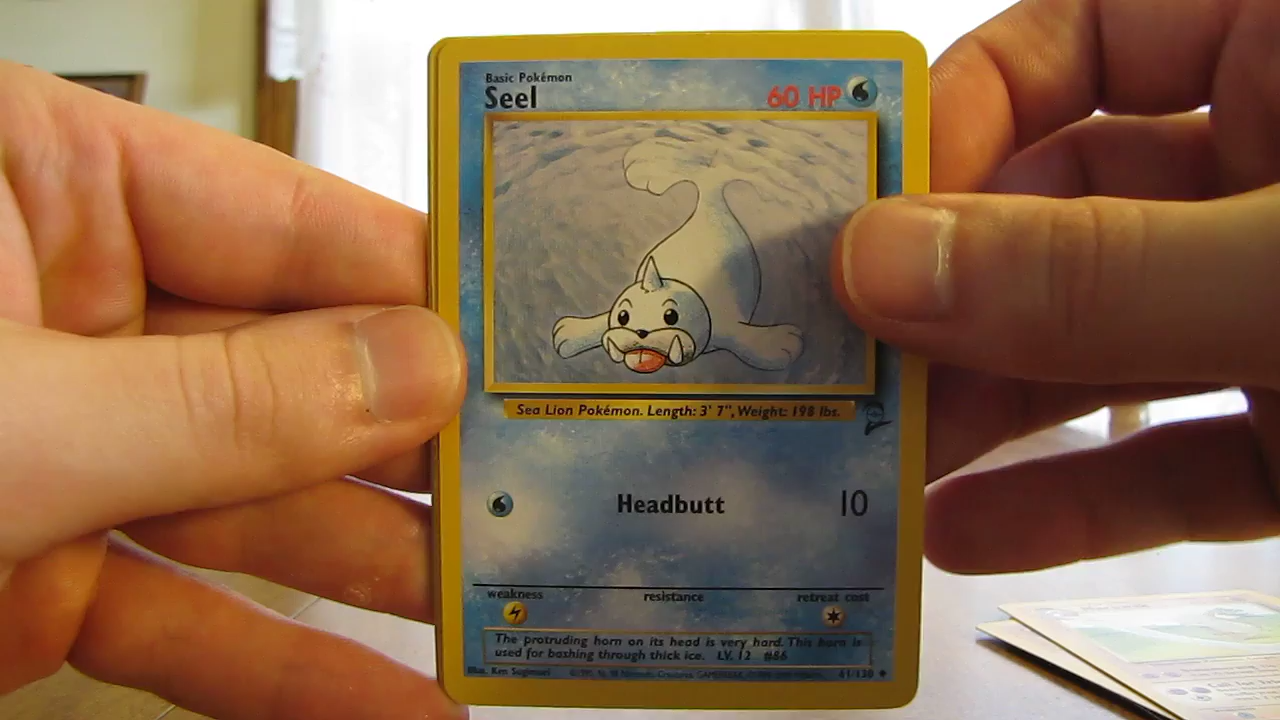 Basic Pokémon
Seel
60 HP
Sea Lion Pokémon. Length: 3' 7", Weight: 198 lbs.
Headbutt 10
weakness resistance retreat cost
The protruding horn on its head is very hard. This horn is
used for bashing through thick ice. LV. 12 #86
Illus. Ken Sugimori
61/130